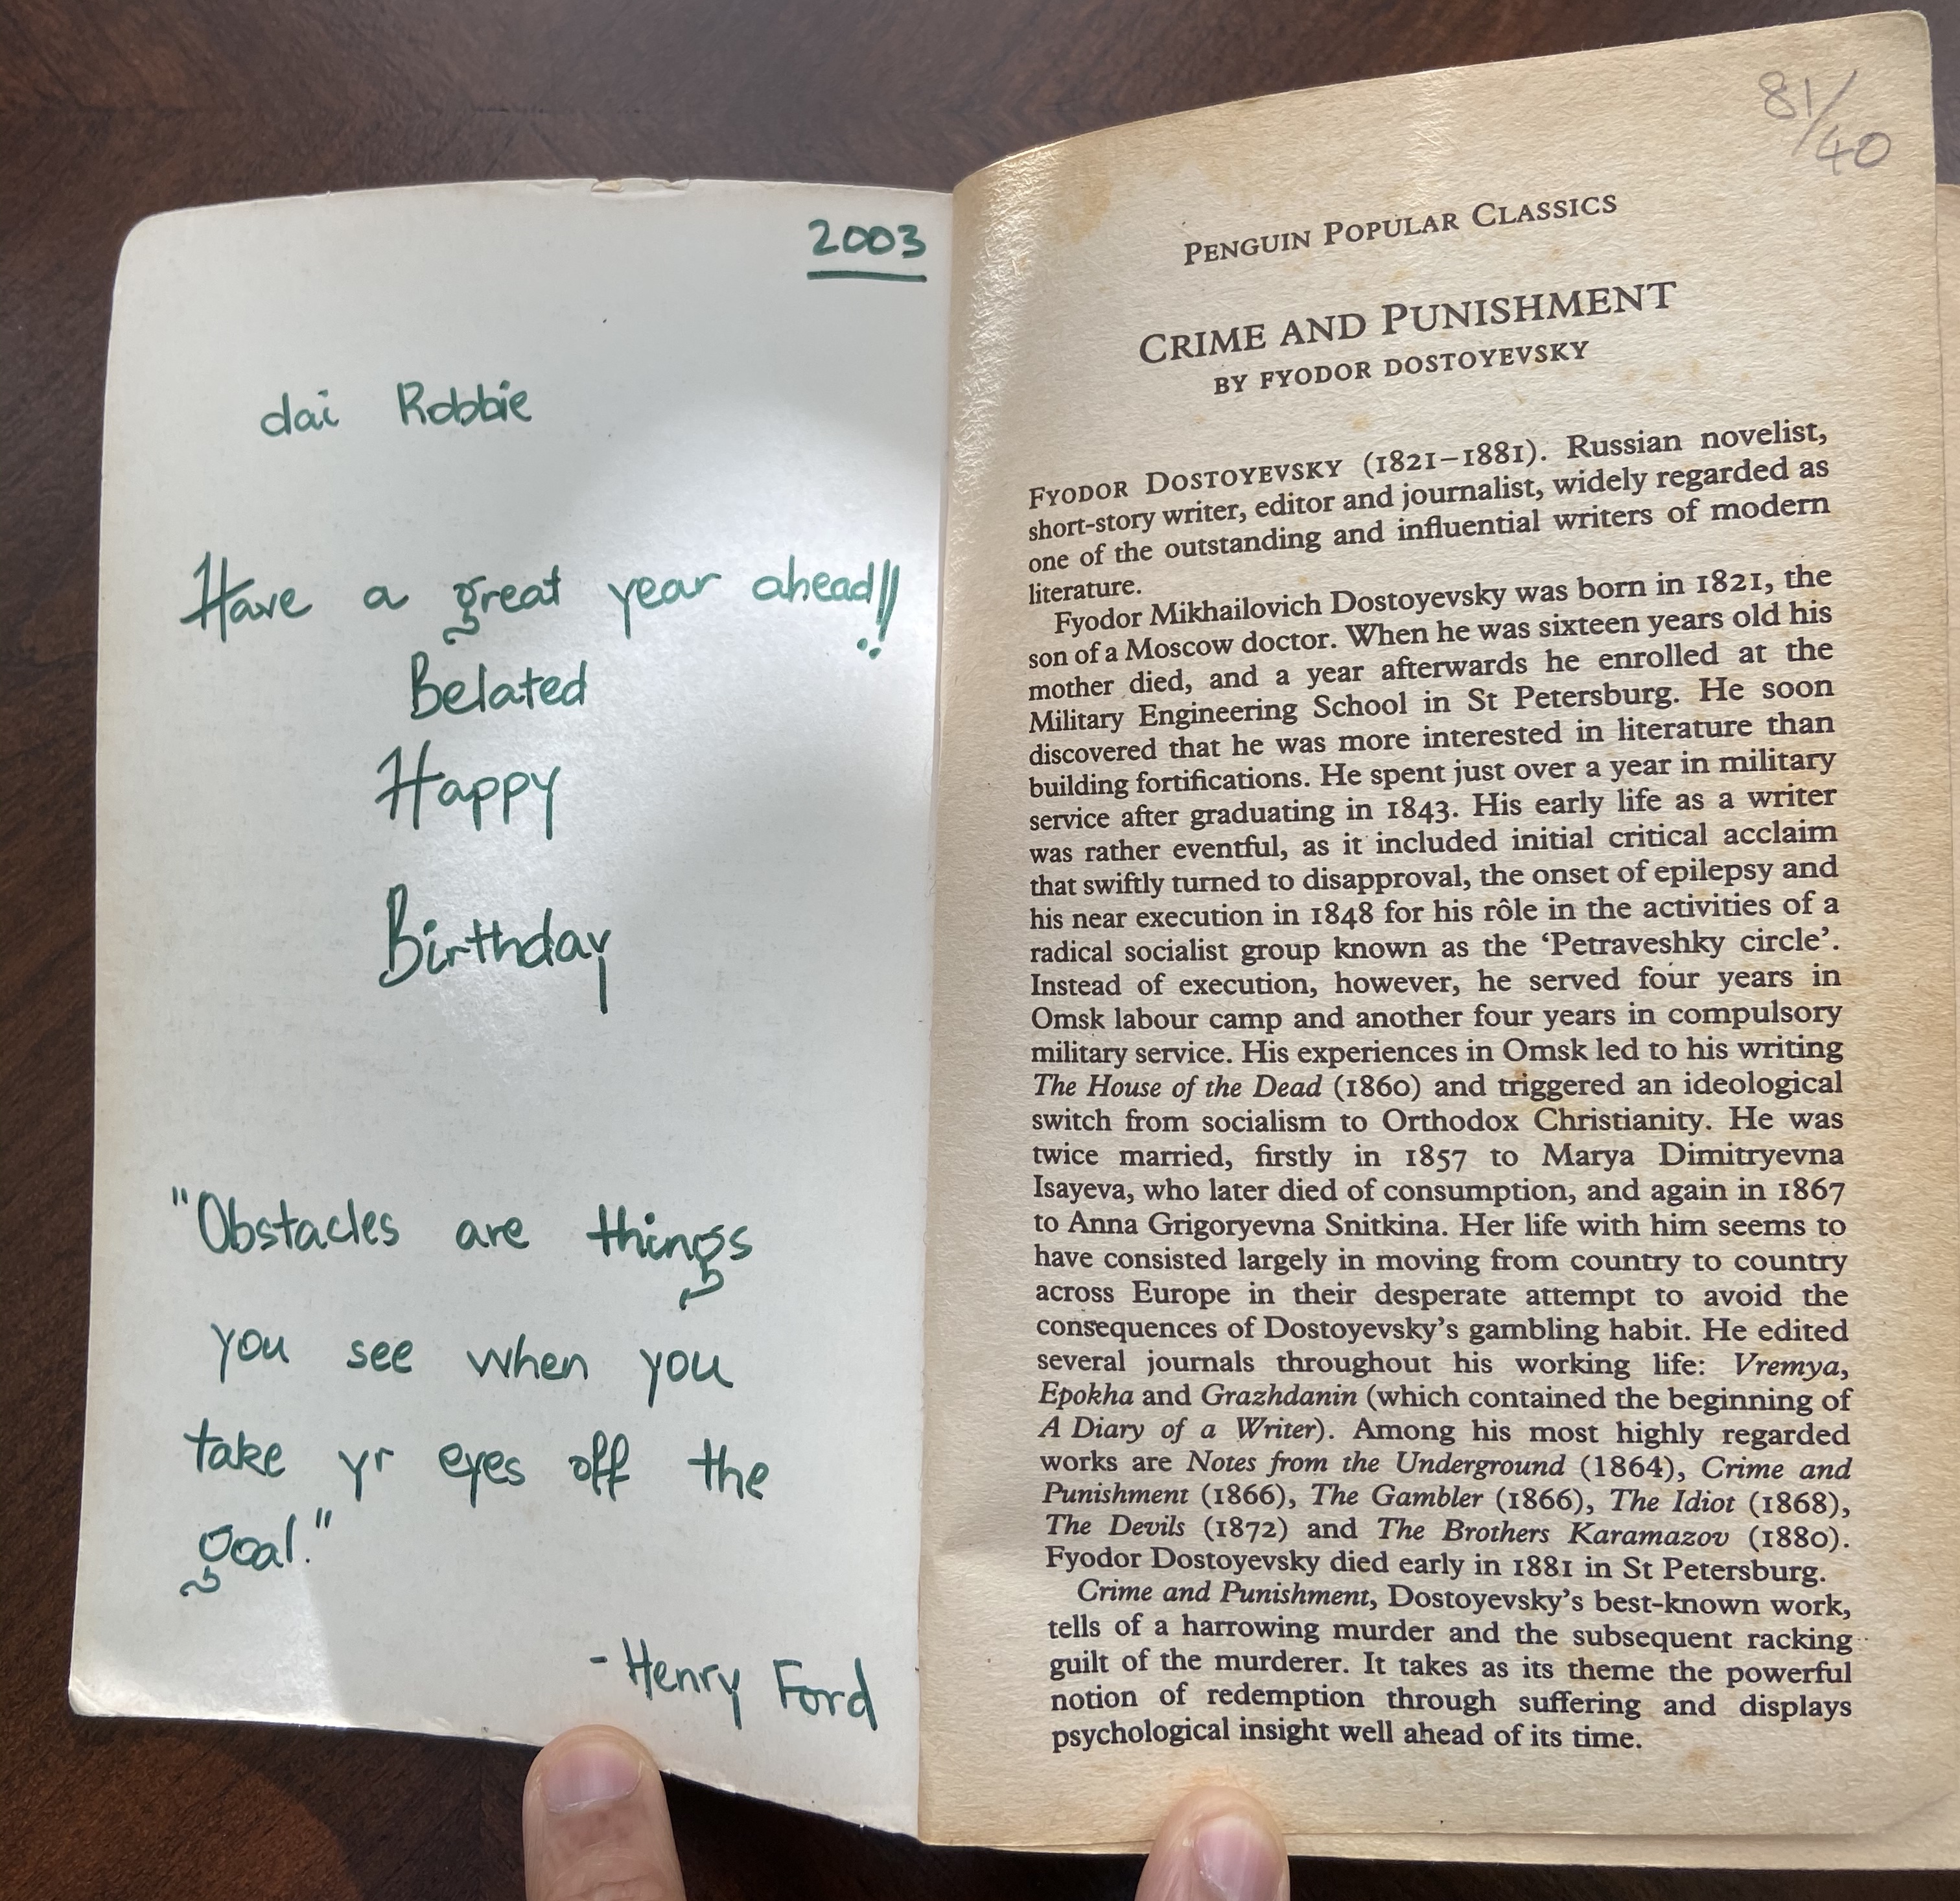 2003
dai Robbie
Have a great year ahead!!
Belated
Happy
Birthday
"Obstacles are things
you see when you
take yr eyes off the
goal."
- Henry Ford
81/40
PENGUIN POPULAR CLASSICS
CRIME AND PUNISHMENT
BY FYODOR DOSTOYEVSKY
FYODOR DOSTOYEVSKY (1821–1881). Russian novelist,
short-story writer, editor and journalist, widely regarded as
one of the outstanding and influential writers of modern
literature.
Fyodor Mikhailovich Dostoyevsky was born in 1821, the
son of a Moscow doctor. When he was sixteen years old his
mother died, and a year afterwards he enrolled at the
Military Engineering School in St Petersburg. He soon
discovered that he was more interested in literature than
building fortifications. He spent just over a year in military
service after graduating in 1843. His early life as a writer
was rather eventful, as it included initial critical acclaim
that swiftly turned to disapproval, the onset of epilepsy and
his near execution in 1848 for his rôle in the activities of a
radical socialist group known as the ‘Petraveshky circle’.
Instead of execution, however, he served four years in
Omsk labour camp and another four years in compulsory
military service. His experiences in Omsk led to his writing
The House of the Dead (1860) and triggered an ideological
switch from socialism to Orthodox Christianity. He was
twice married, firstly in 1857 to Marya Dimitryevna
Isayeva, who later died of consumption, and again in 1867
to Anna Grigoryevna Snitkina. Her life with him seems to
have consisted largely in moving from country to country
across Europe in their desperate attempt to avoid the
consequences of Dostoyevsky’s gambling habit. He edited
several journals throughout his working life: Vremya,
Epokha and Grazhdanin (which contained the beginning of
A Diary of a Writer). Among his most highly regarded
works are Notes from the Underground (1864), Crime and
Punishment (1866), The Gambler (1866), The Idiot (1868),
The Devils (1872) and The Brothers Karamazov (1880).
Fyodor Dostoyevsky died early in 1881 in St Petersburg.
Crime and Punishment, Dostoyevsky’s best-known work,
tells of a harrowing murder and the subsequent racking
guilt of the murderer. It takes as its theme the powerful
notion of redemption through suffering and displays
psychological insight well ahead of its time.